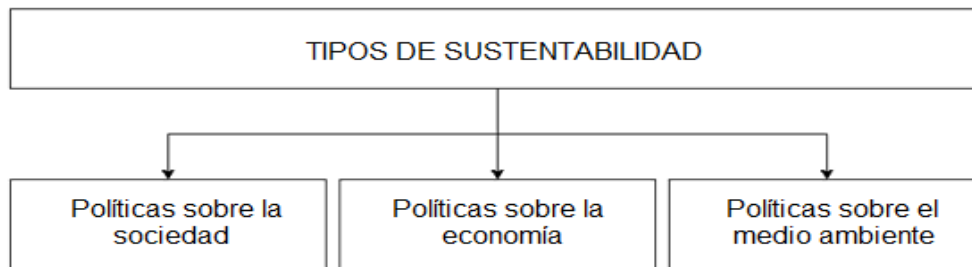 TIPOS DE SUSTENTABILIDAD
Políticas sobre la
sociedad
Políticas sobre la
economía
Políticas sobre el
medio ambiente